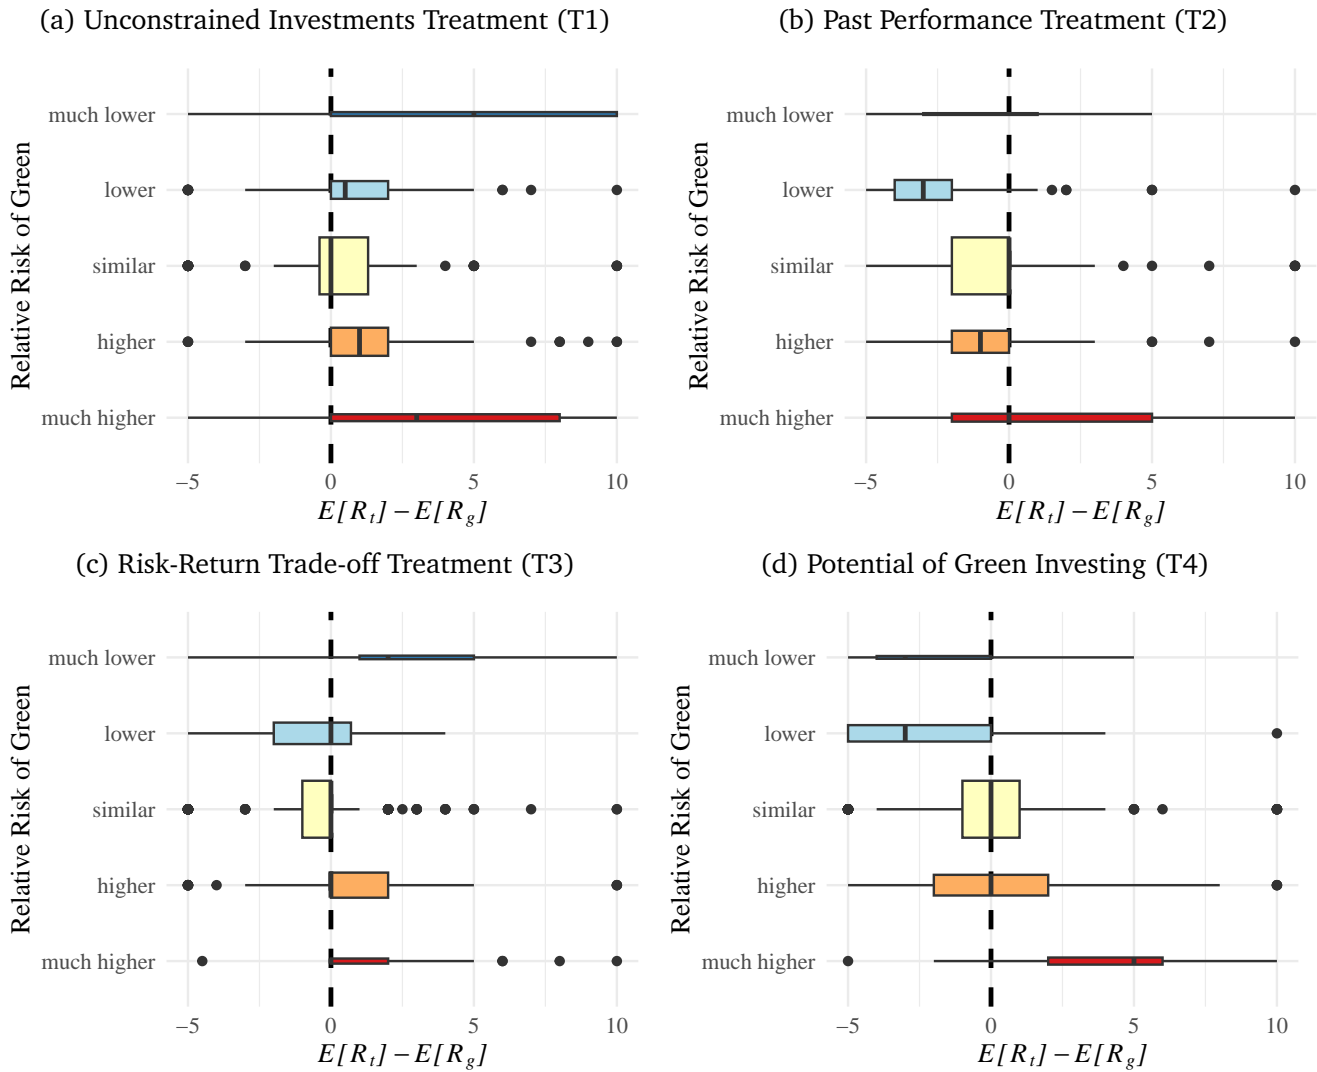 (a) Unconstrained Investments Treatment (T1)
Relative Risk of Green
much lower
lower
similar
higher
much higher
−5 0 5 10
E[R_t] − E[R_g]
(b) Past Performance Treatment (T2)
Relative Risk of Green
much lower
lower
similar
higher
much higher
−5 0 5 10
E[R_t] − E[R_g]
(c) Risk-Return Trade-off Treatment (T3)
Relative Risk of Green
much lower
lower
similar
higher
much higher
−5 0 5 10
E[R_t] − E[R_g]
(d) Potential of Green Investing (T4)
Relative Risk of Green
much lower
lower
similar
higher
much higher
−5 0 5 10
E[R_t] − E[R_g]